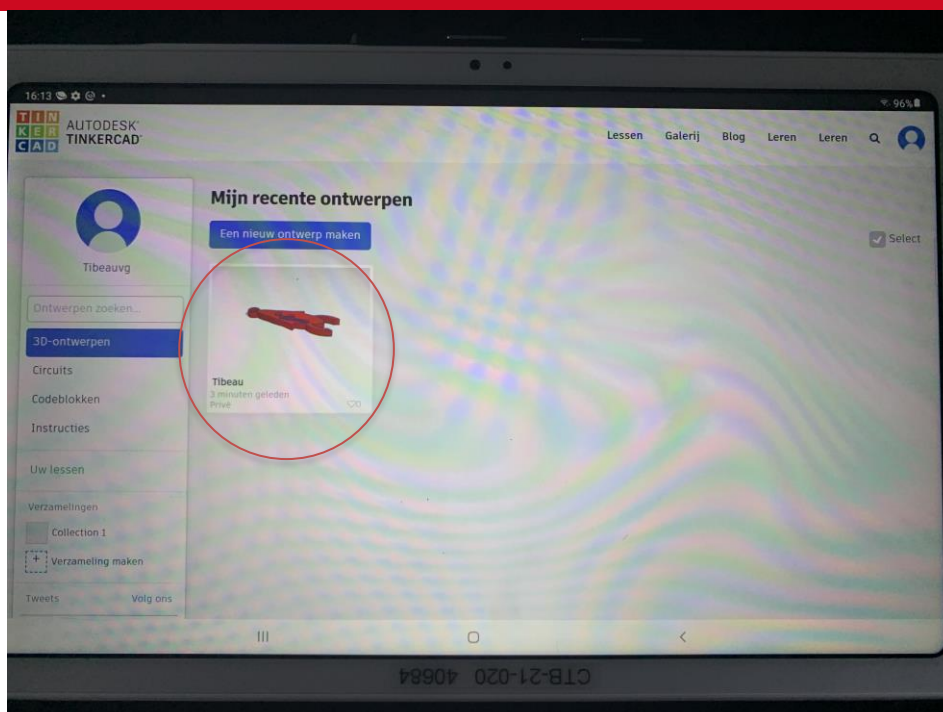 16:13
96%
TIN
KER
CAD
AUTODESK
TINKERCAD
Lessen Galerij Blog Leren Leren
Tibeauvg
Ontwerpen zoeken...
3D-ontwerpen
Circuits
Codeblokken
Instructies
Uw lessen
Verzamelingen
Collection 1
+ Verzameling maken
Tweets Volg ons
Mijn recente ontwerpen
Een nieuw ontwerp maken
Select
Tibeau
3 minuten geleden
Privé
0
CTB-21-020 40684